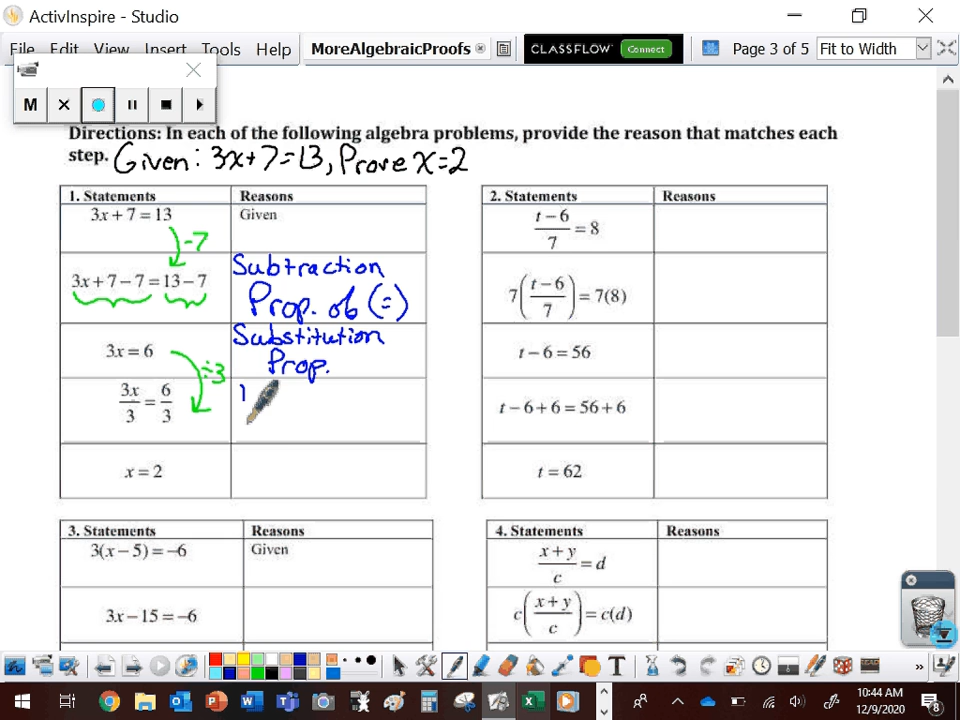 ActivInspire - Studio
File Edit View Insert Tools Help MoreAlgebraicProofs CLASSFLOW Connect Page 3 of 5 Fit to Width
M
Directions: In each of the following algebra problems, provide the reason that matches each
step. Given: 3x+7=13, Prove x=2
1. Statements Reasons
3x + 7 = 13 Given
-7
3x + 7 − 7 = 13 − 7 Subtraction
Prop. of (=)
3x = 6 Substitution
Prop.
÷3
3x/3 = 6/3
x = 2
2. Statements Reasons
(t − 6)/7 = 8
7((t − 6)/7) = 7(8)
t − 6 = 56
t − 6 + 6 = 56 + 6
t = 62
3. Statements Reasons
3(x − 5) = −6 Given
3x − 15 = −6
4. Statements Reasons
(x + y)/c = d
c((x + y)/c) = c(d)
10:44 AM
12/9/2020
8